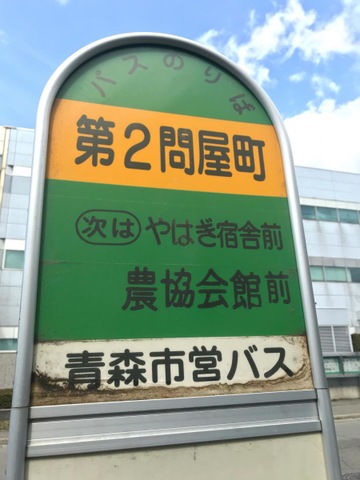 バスのりば
第2問屋町
次は やはぎ宿舎前
農協会館前
青森市営バス